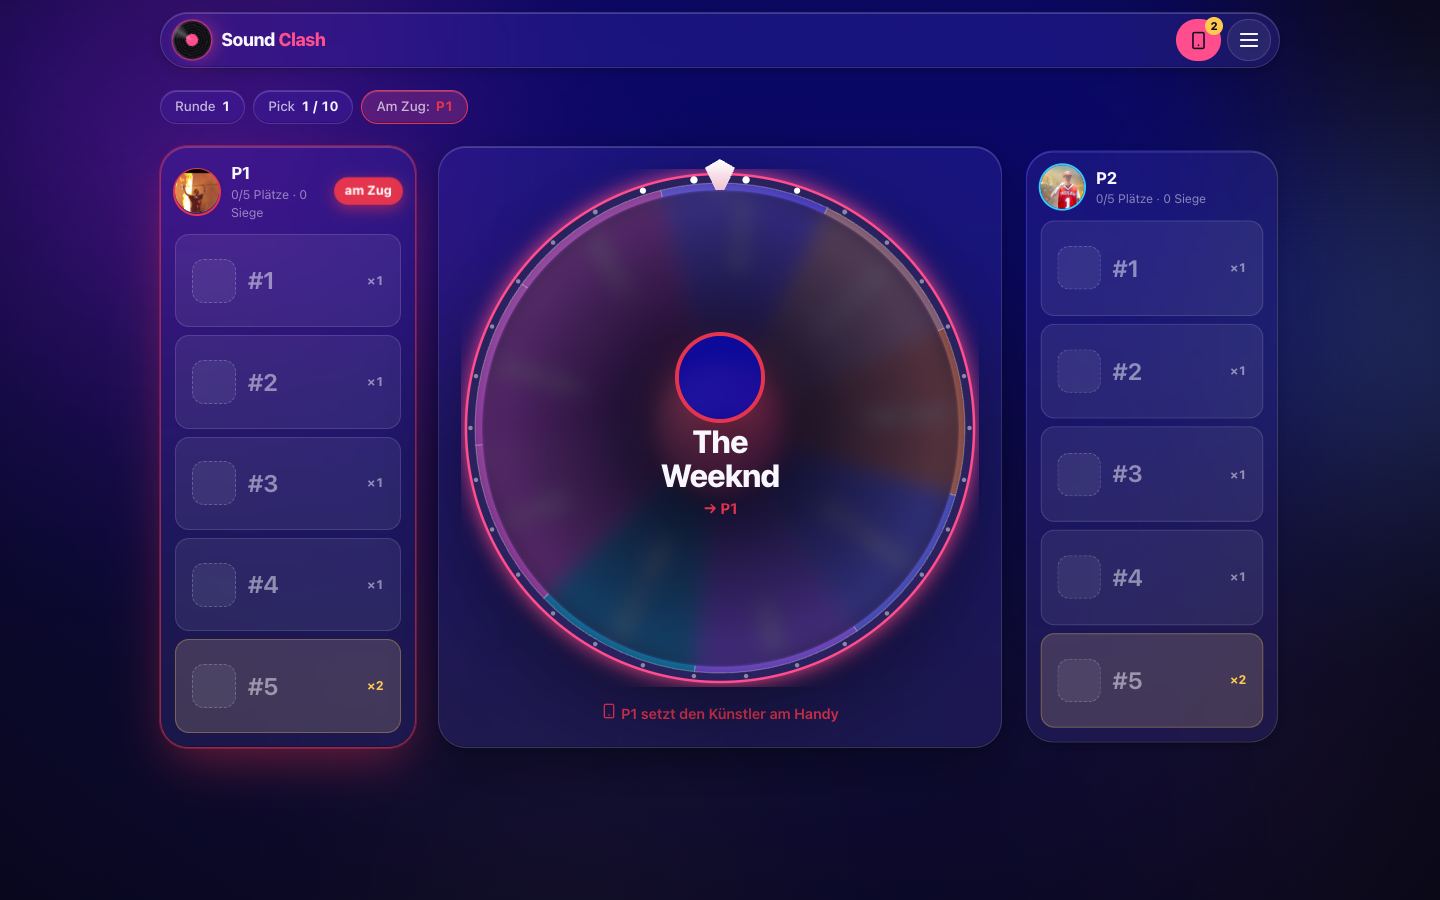 Sound Clash
2
Runde 1
Pick 1 / 10
Am Zug: P1
P1
0/5 Plätze · 0
Siege
am Zug
#1 ×1
#2 ×1
#3 ×1
#4 ×1
#5 ×2
The
Weeknd
→ P1
P1 setzt den Künstler am Handy
P2
0/5 Plätze · 0 Siege
#1 ×1
#2 ×1
#3 ×1
#4 ×1
#5 ×2